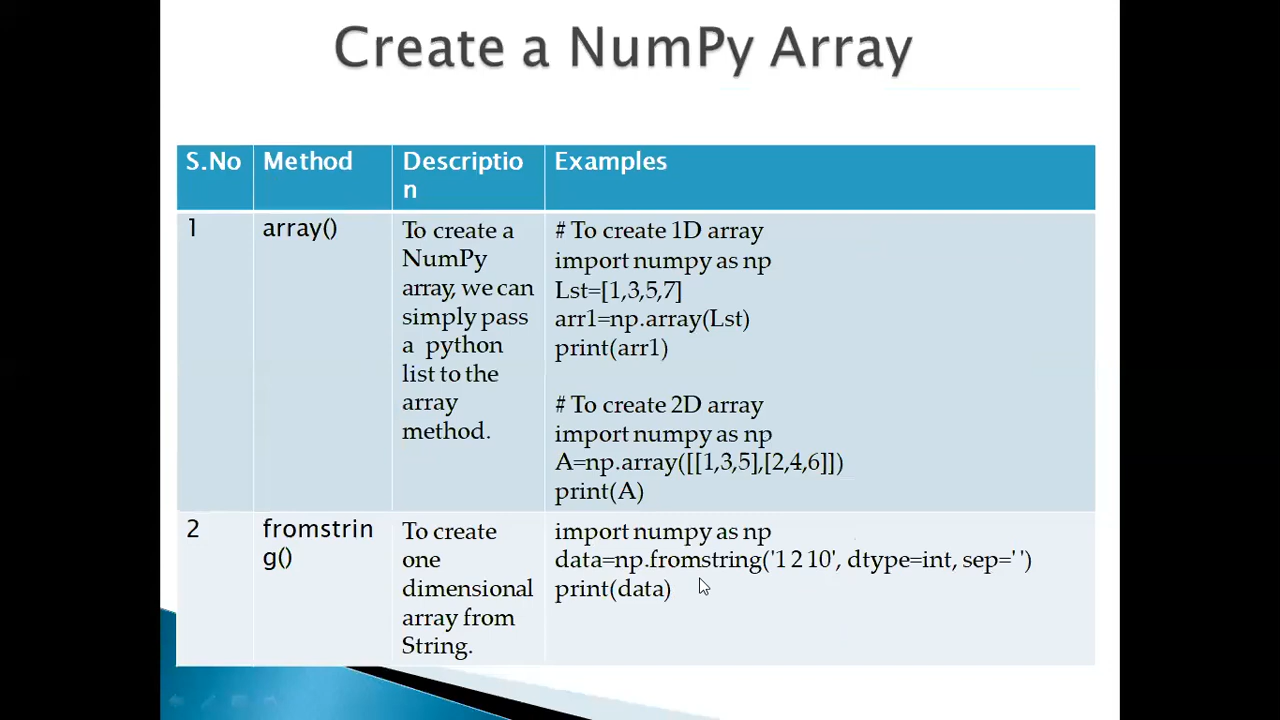 Create a NumPy Array
S.No
Method
Descriptio
n
Examples
1
array()
To create a
NumPy
array, we can
simply pass
a python
list to the
array
method.
# To create 1D array
import numpy as np
Lst=[1,3,5,7]
arr1=np.array(Lst)
print(arr1)
# To create 2D array
import numpy as np
A=np.array([[1,3,5],[2,4,6]])
print(A)
2
fromstrin
g()
To create
one
dimensional
array from
String.
import numpy as np
data=np.fromstring('1 2 10', dtype=int, sep=' ')
print(data)